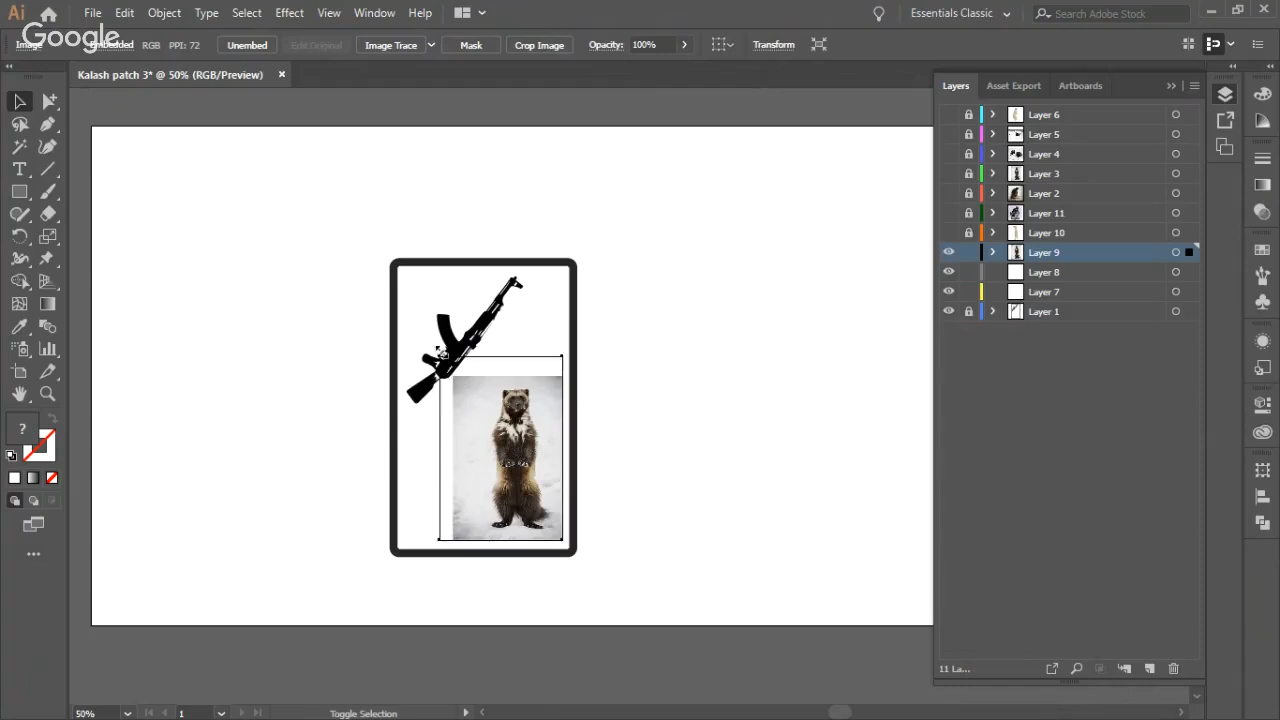 Ai File Edit Object Type Select Effect View Window Help Essentials Classic Search Adobe Stock
Google
Image Embedded RGB PPI: 72 Unembed Edit Original Image Trace Mask Crop Image Opacity: 100% Transform
Kalash patch 3* @ 50% (RGB/Preview)
Layers Asset Export Artboards
Layer 6
Layer 5
Layer 4
Layer 3
Layer 2
Layer 11
Layer 10
Layer 9
Layer 8
Layer 7
Layer 1
?
11 La...
50% 1 Toggle Selection